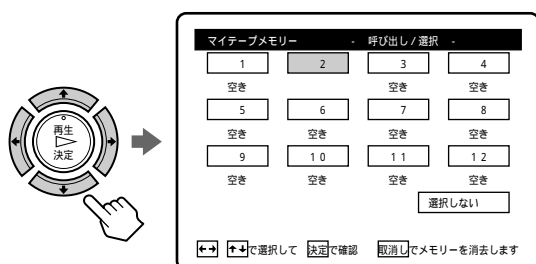 再生
決定
マイテープメモリー - 呼び出し/選択 -
1 2 3 4
空き 空き 空き
5 6 7 8
空き 空き 空き 空き
9 10 11 12
空き 空き 空き 空き
選択しない
で選択して 決定で確認 取消しでメモリーを消去します